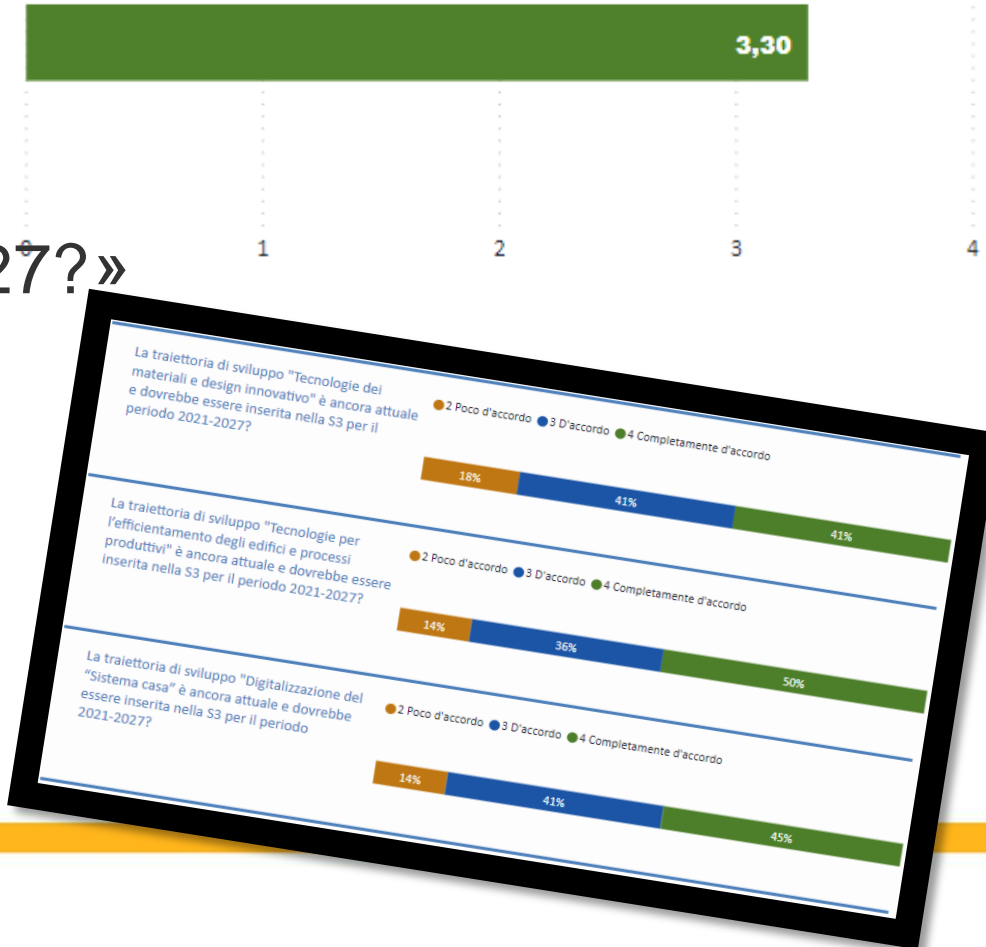 3,30
0 1 2 3 4
27?»
La traiettoria di sviluppo "Tecnologie dei
materiali e design innovativo" è ancora attuale
e dovrebbe essere inserita nella S3 per il
periodo 2021-2027?
2 Poco d'accordo 3 D'accordo 4 Completamente d'accordo
18% 41% 41%
La traiettoria di sviluppo "Tecnologie per
l'efficientamento degli edifici e processi
produttivi" è ancora attuale e dovrebbe essere
inserita nella S3 per il periodo 2021-2027?
2 Poco d'accordo 3 D'accordo 4 Completamente d'accordo
14% 36% 50%
La traiettoria di sviluppo "Digitalizzazione del
“Sistema casa” è ancora attuale e dovrebbe
essere inserita nella S3 per il periodo
2021-2027?
2 Poco d'accordo 3 D'accordo 4 Completamente d'accordo
14% 41% 45%